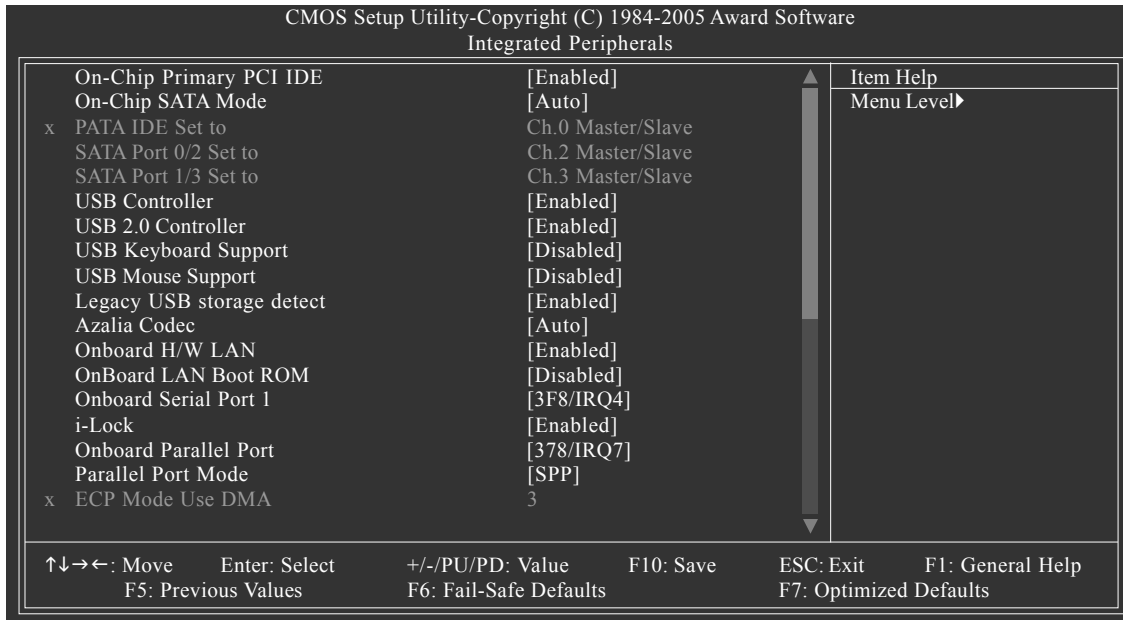 CMOS Setup Utility-Copyright (C) 1984-2005 Award Software
Integrated Peripherals
On-Chip Primary PCI IDE [Enabled]
On-Chip SATA Mode [Auto]
x PATA IDE Set to Ch.0 Master/Slave
SATA Port 0/2 Set to Ch.2 Master/Slave
SATA Port 1/3 Set to Ch.3 Master/Slave
USB Controller [Enabled]
USB 2.0 Controller [Enabled]
USB Keyboard Support [Disabled]
USB Mouse Support [Disabled]
Legacy USB storage detect [Enabled]
Azalia Codec [Auto]
Onboard H/W LAN [Enabled]
OnBoard LAN Boot ROM [Disabled]
Onboard Serial Port 1 [3F8/IRQ4]
i-Lock [Enabled]
Onboard Parallel Port [378/IRQ7]
Parallel Port Mode [SPP]
x ECP Mode Use DMA 3
Item Help
Menu Level▶
↑↓→←: Move Enter: Select +/-/PU/PD: Value F10: Save ESC: Exit F1: General Help
F5: Previous Values F6: Fail-Safe Defaults F7: Optimized Defaults